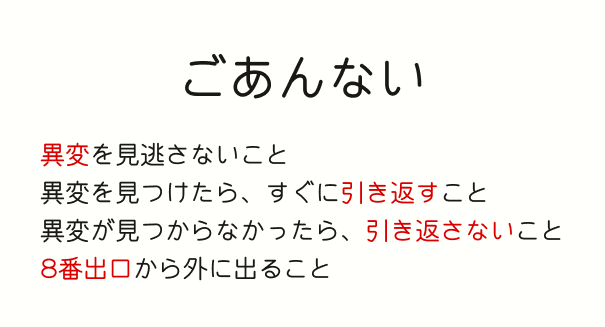 ごあんない
異変を見逃さないこと
異変を見つけたら、すぐに引き返すこと
異変が見つからなかったら、引き返さないこと
8番出口から外に出ること